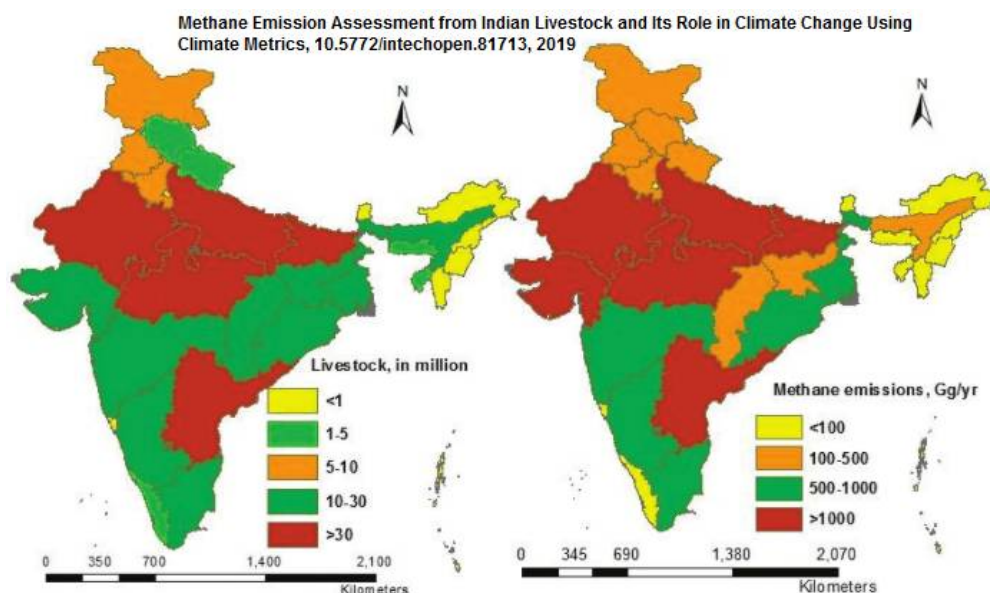 Methane Emission Assessment from Indian Livestock and Its Role in Climate Change Using
Climate Metrics, 10.5772/intechopen.81713, 2019
N
Livestock, in million
<1
1-5
5-10
10-30
>30
0 350 700 1,400 2,100
Kilometers
N
Methane emissions, Gg/yr
<100
100-500
500-1000
>1000
0 345 690 1,380 2,070
Kilometers